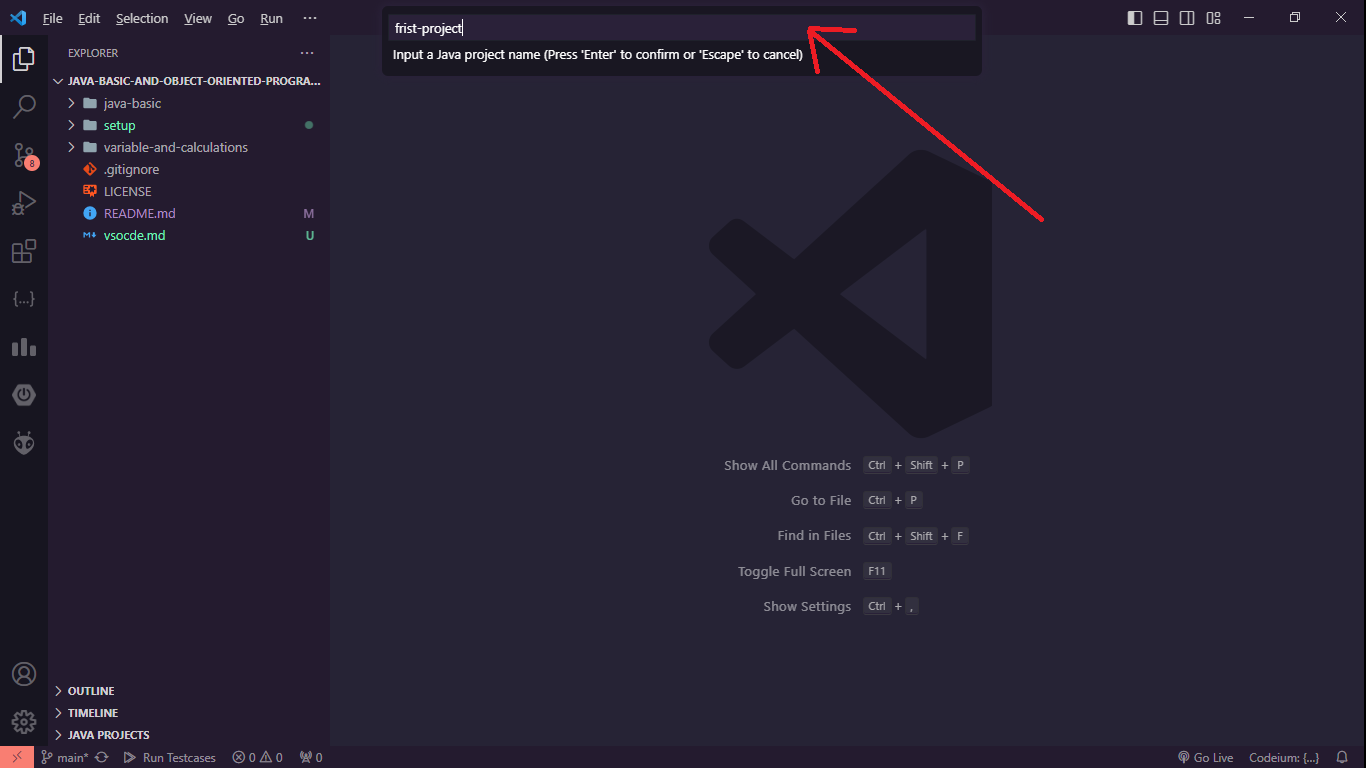 File Edit Selection View Go Run ···
frist-project
Input a Java project name (Press 'Enter' to confirm or 'Escape' to cancel)
EXPLORER ···
JAVA-BASIC-AND-OBJECT-ORIENTED-PROGRA...
java-basic
setup
variable-and-calculations
.gitignore
LICENSE
README.md M
vsocde.md U
8
{...}
Show All Commands Ctrl + Shift + P
Go to File Ctrl + P
Find in Files Ctrl + Shift + F
Toggle Full Screen F11
Show Settings Ctrl + ,
OUTLINE
TIMELINE
JAVA PROJECTS
main* Run Testcases 0 0 0 Go Live Codeium: {...}